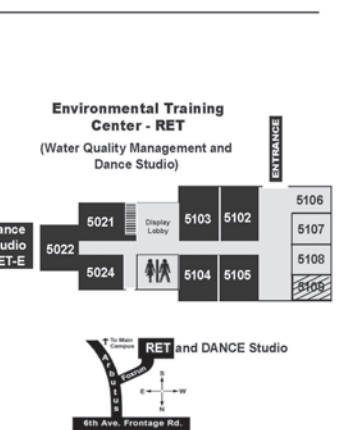 Environmental Training
Center - RET
(Water Quality Management and
Dance Studio)
ENTRANCE
5106
5021
Display
Lobby
5103
5102
5107
ance
udio
ET-E
5022
5108
5024
5104
5105
5109
To Main
Campus
RET and DANCE Studio
Foxrun
Arbutus
S
E
W
N
6th Ave. Frontage Rd.